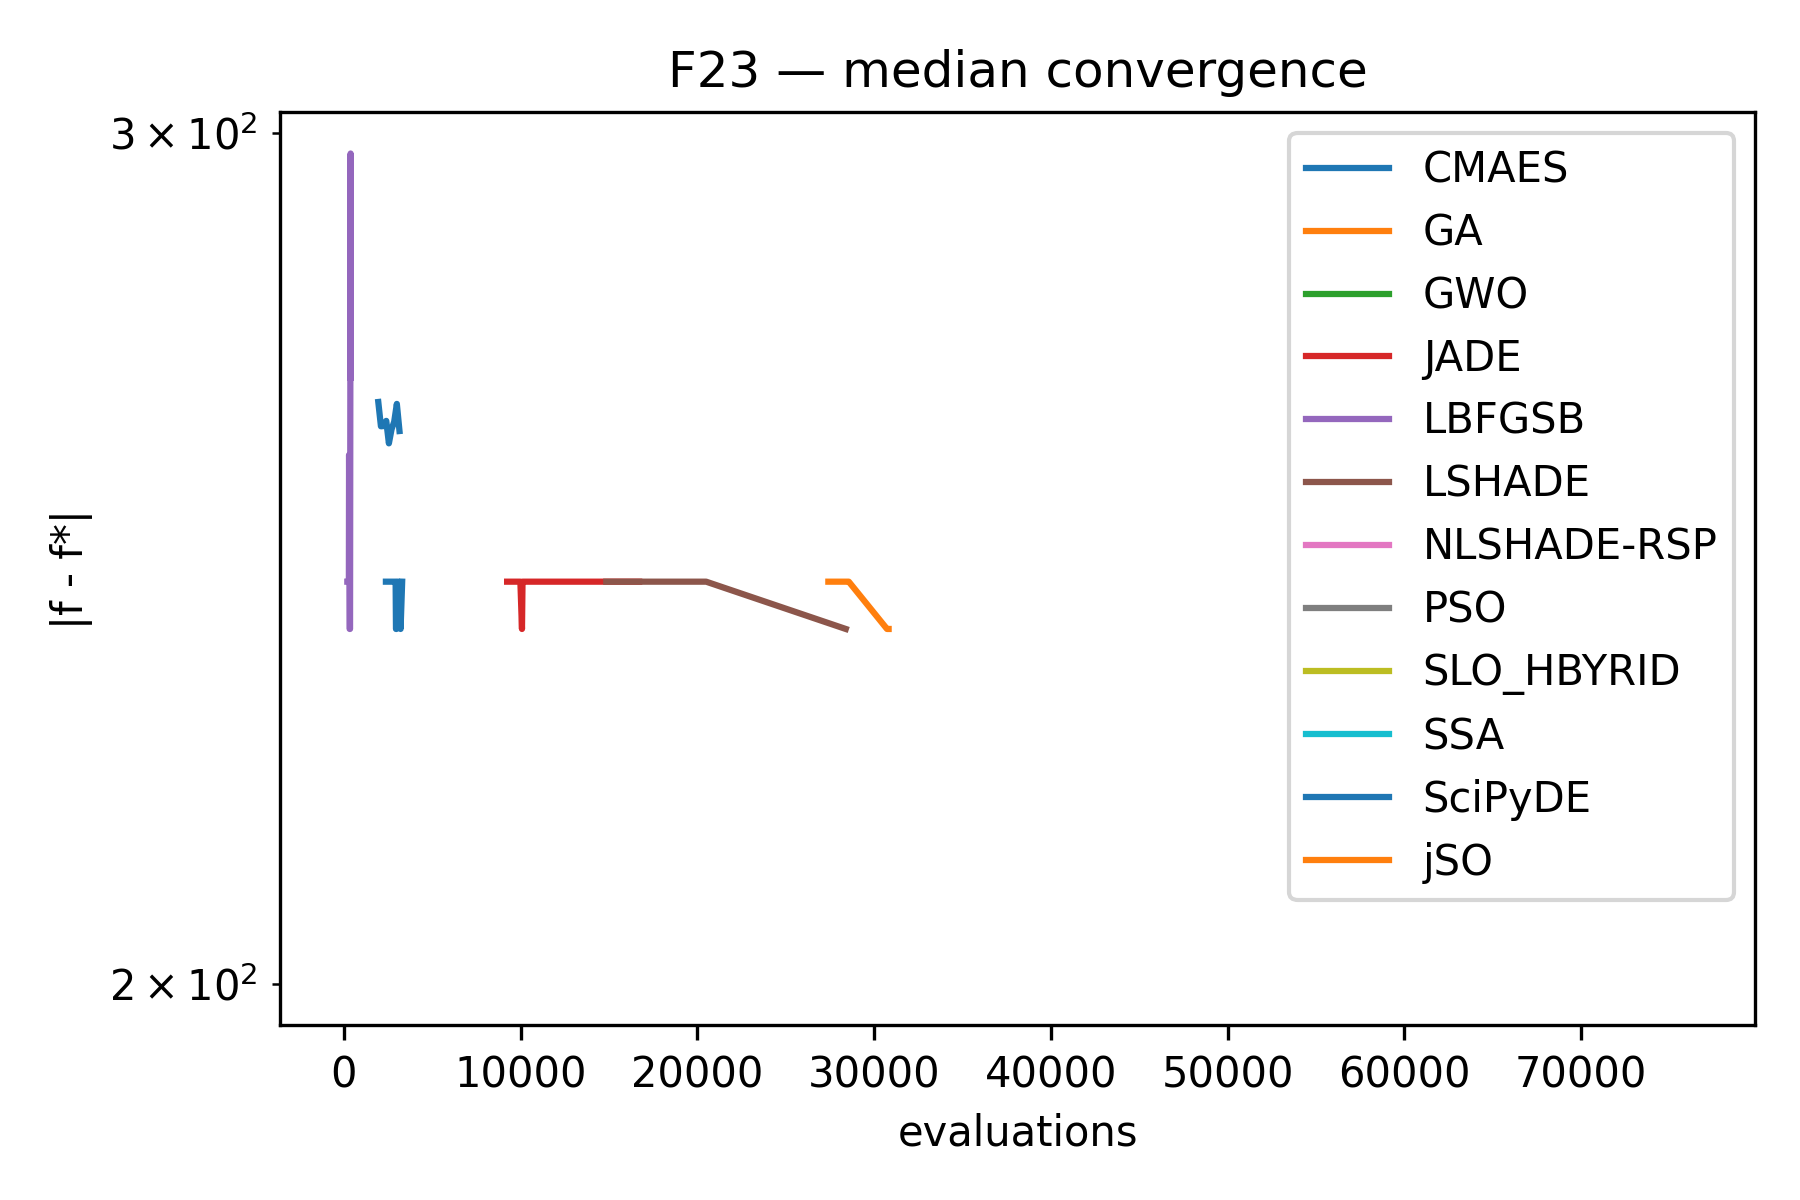 F23 — median convergence
3 × 10²
2 × 10²
|f - f*|
0 10000 20000 30000 40000 50000 60000 70000
evaluations
CMAES
GA
GWO
JADE
LBFGSB
LSHADE
NLSHADE-RSP
PSO
SLO_HBYRID
SSA
SciPyDE
jSO